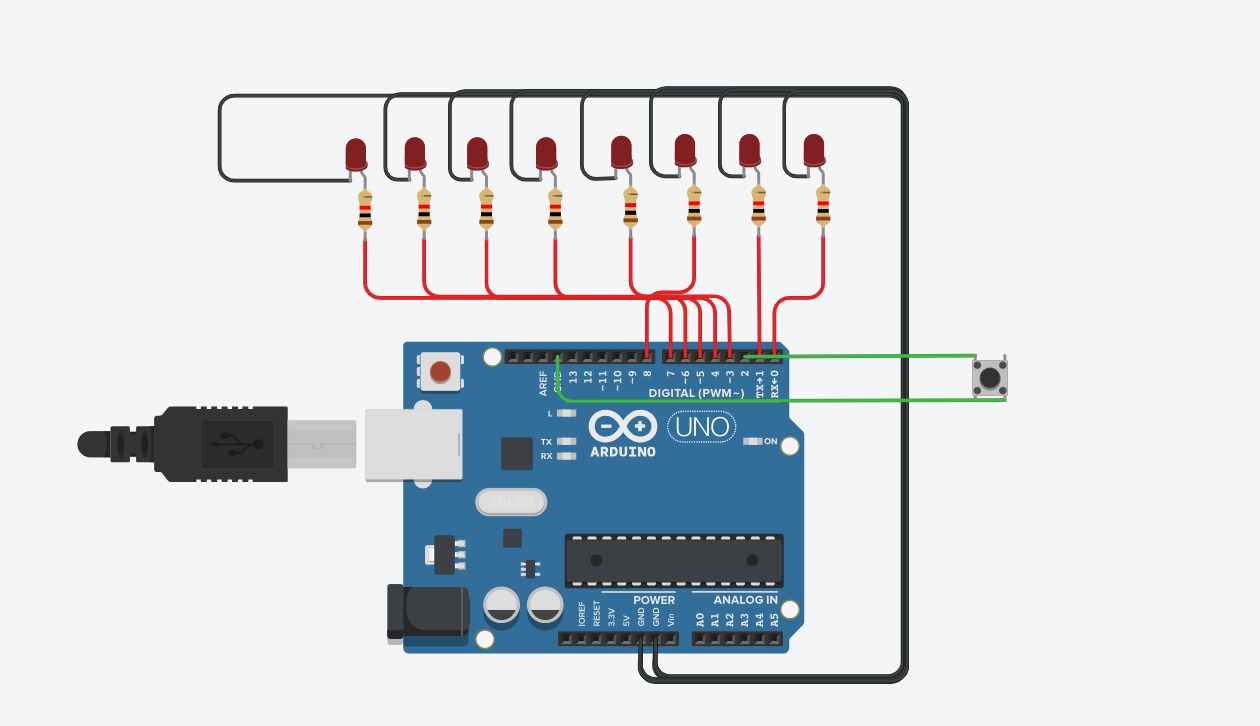 AREF
GND
13
12
~11
~10
~9
8
7
~6
~5
4
~3
2
TX→1
RX←0
DIGITAL (PWM~)
L
TX
RX
ARDUINO
UNO
ON
POWER
ANALOG IN
IOREF
RESET
3.3V
5V
GND
GND
Vin
A0
A1
A2
A3
A4
A5